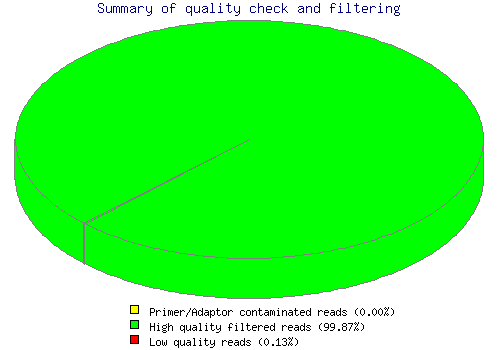 Summary of quality check and filtering
Primer/Adaptor contaminated reads (0.00%)
High quality filtered reads (99.87%)
Low quality reads (0.13%)